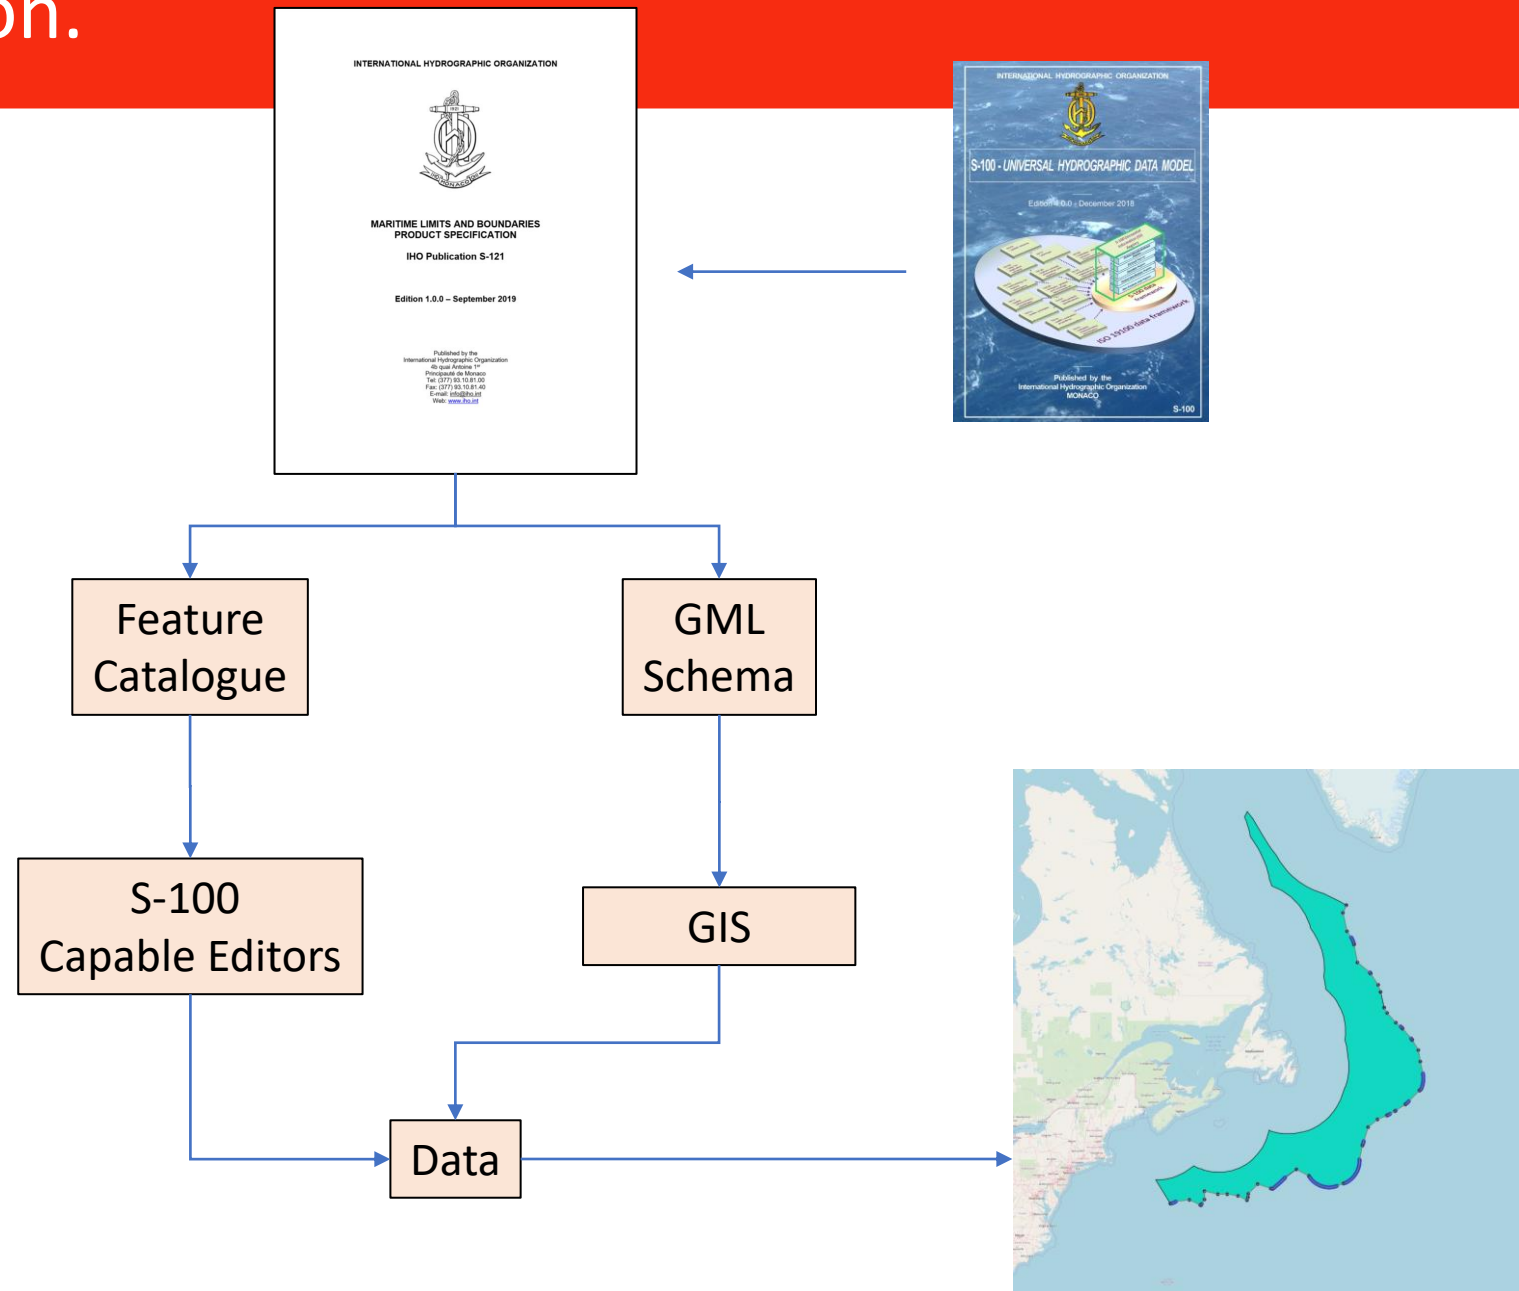 on.
INTERNATIONAL HYDROGRAPHIC ORGANIZATION
MONACO
MARITIME LIMITS AND BOUNDARIES
PRODUCT SPECIFICATION
IHO Publication S-121
Edition 1.0.0 – September 2019
Published by the
International Hydrographic Organization
4b quai Antoine 1er
Principauté de Monaco
Tel: (377) 93.10.81.00
Fax: (377) 93.10.81.40
E-mail: info@iho.int
Web: www.iho.int
INTERNATIONAL HYDROGRAPHIC ORGANIZATION
S-100 - UNIVERSAL HYDROGRAPHIC DATA MODEL
Edition 4.0.0 - December 2018
S-100 data
framework
ISO 19100 data framework
Published by the
International Hydrographic Organization
MONACO
S-100
Feature
Catalogue
GML
Schema
S-100
Capable Editors
GIS
Data